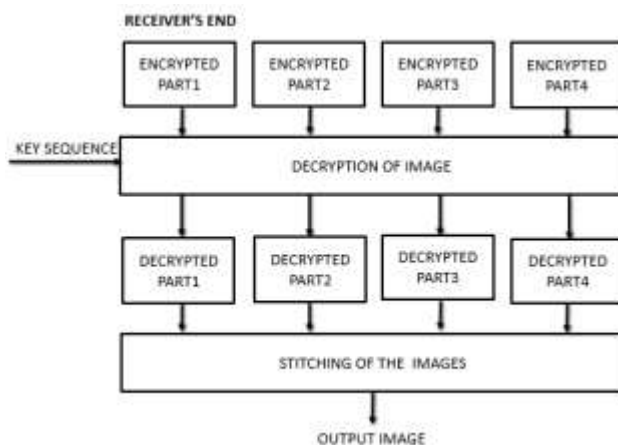 RECEIVER'S END
ENCRYPTED PART1
ENCRYPTED PART2
ENCRYPTED PART3
ENCRYPTED PART4
KEY SEQUENCE
DECRYPTION OF IMAGE
DECRYPTED PART1
DECRYPTED PART2
DECRYPTED PART3
DECRYPTED PART4
STITCHING OF THE IMAGES
OUTPUT IMAGE